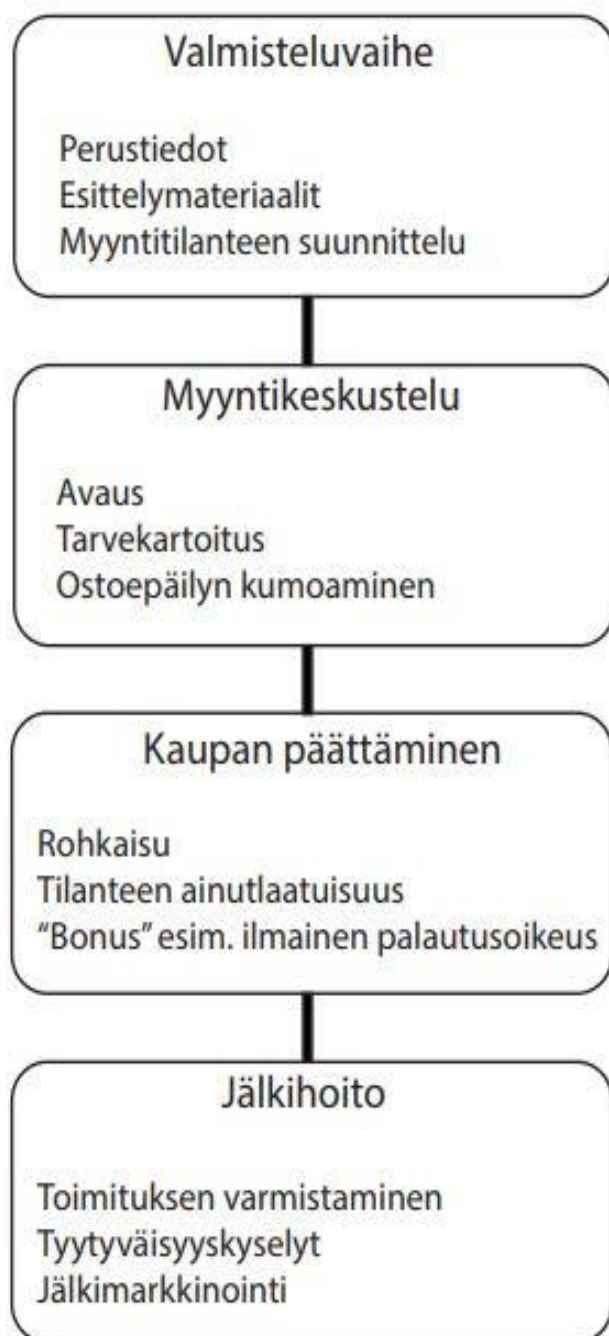 Valmisteluvaihe
Perustiedot
Esittelymateriaalit
Myyntitilanteen suunnittelu
Myyntikeskustelu
Avaus
Tarvekartoitus
Ostoepäilyn kumoaminen
Kaupan päättäminen
Rohkaisu
Tilanteen ainutlaatuisuus
“Bonus” esim. ilmainen palautusoikeus
Jälkihoito
Toimituksen varmistaminen
Tyytyväisyyskyselyt
Jälkimarkkinointi